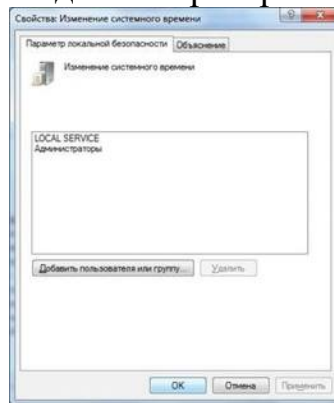 Свойства: Изменение системного времени
Параметр локальной безопасности Объяснение
Изменение системного времени
LOCAL SERVICE
Администраторы
Добавить пользователя или группу... Удалить
OK Отмена Применить